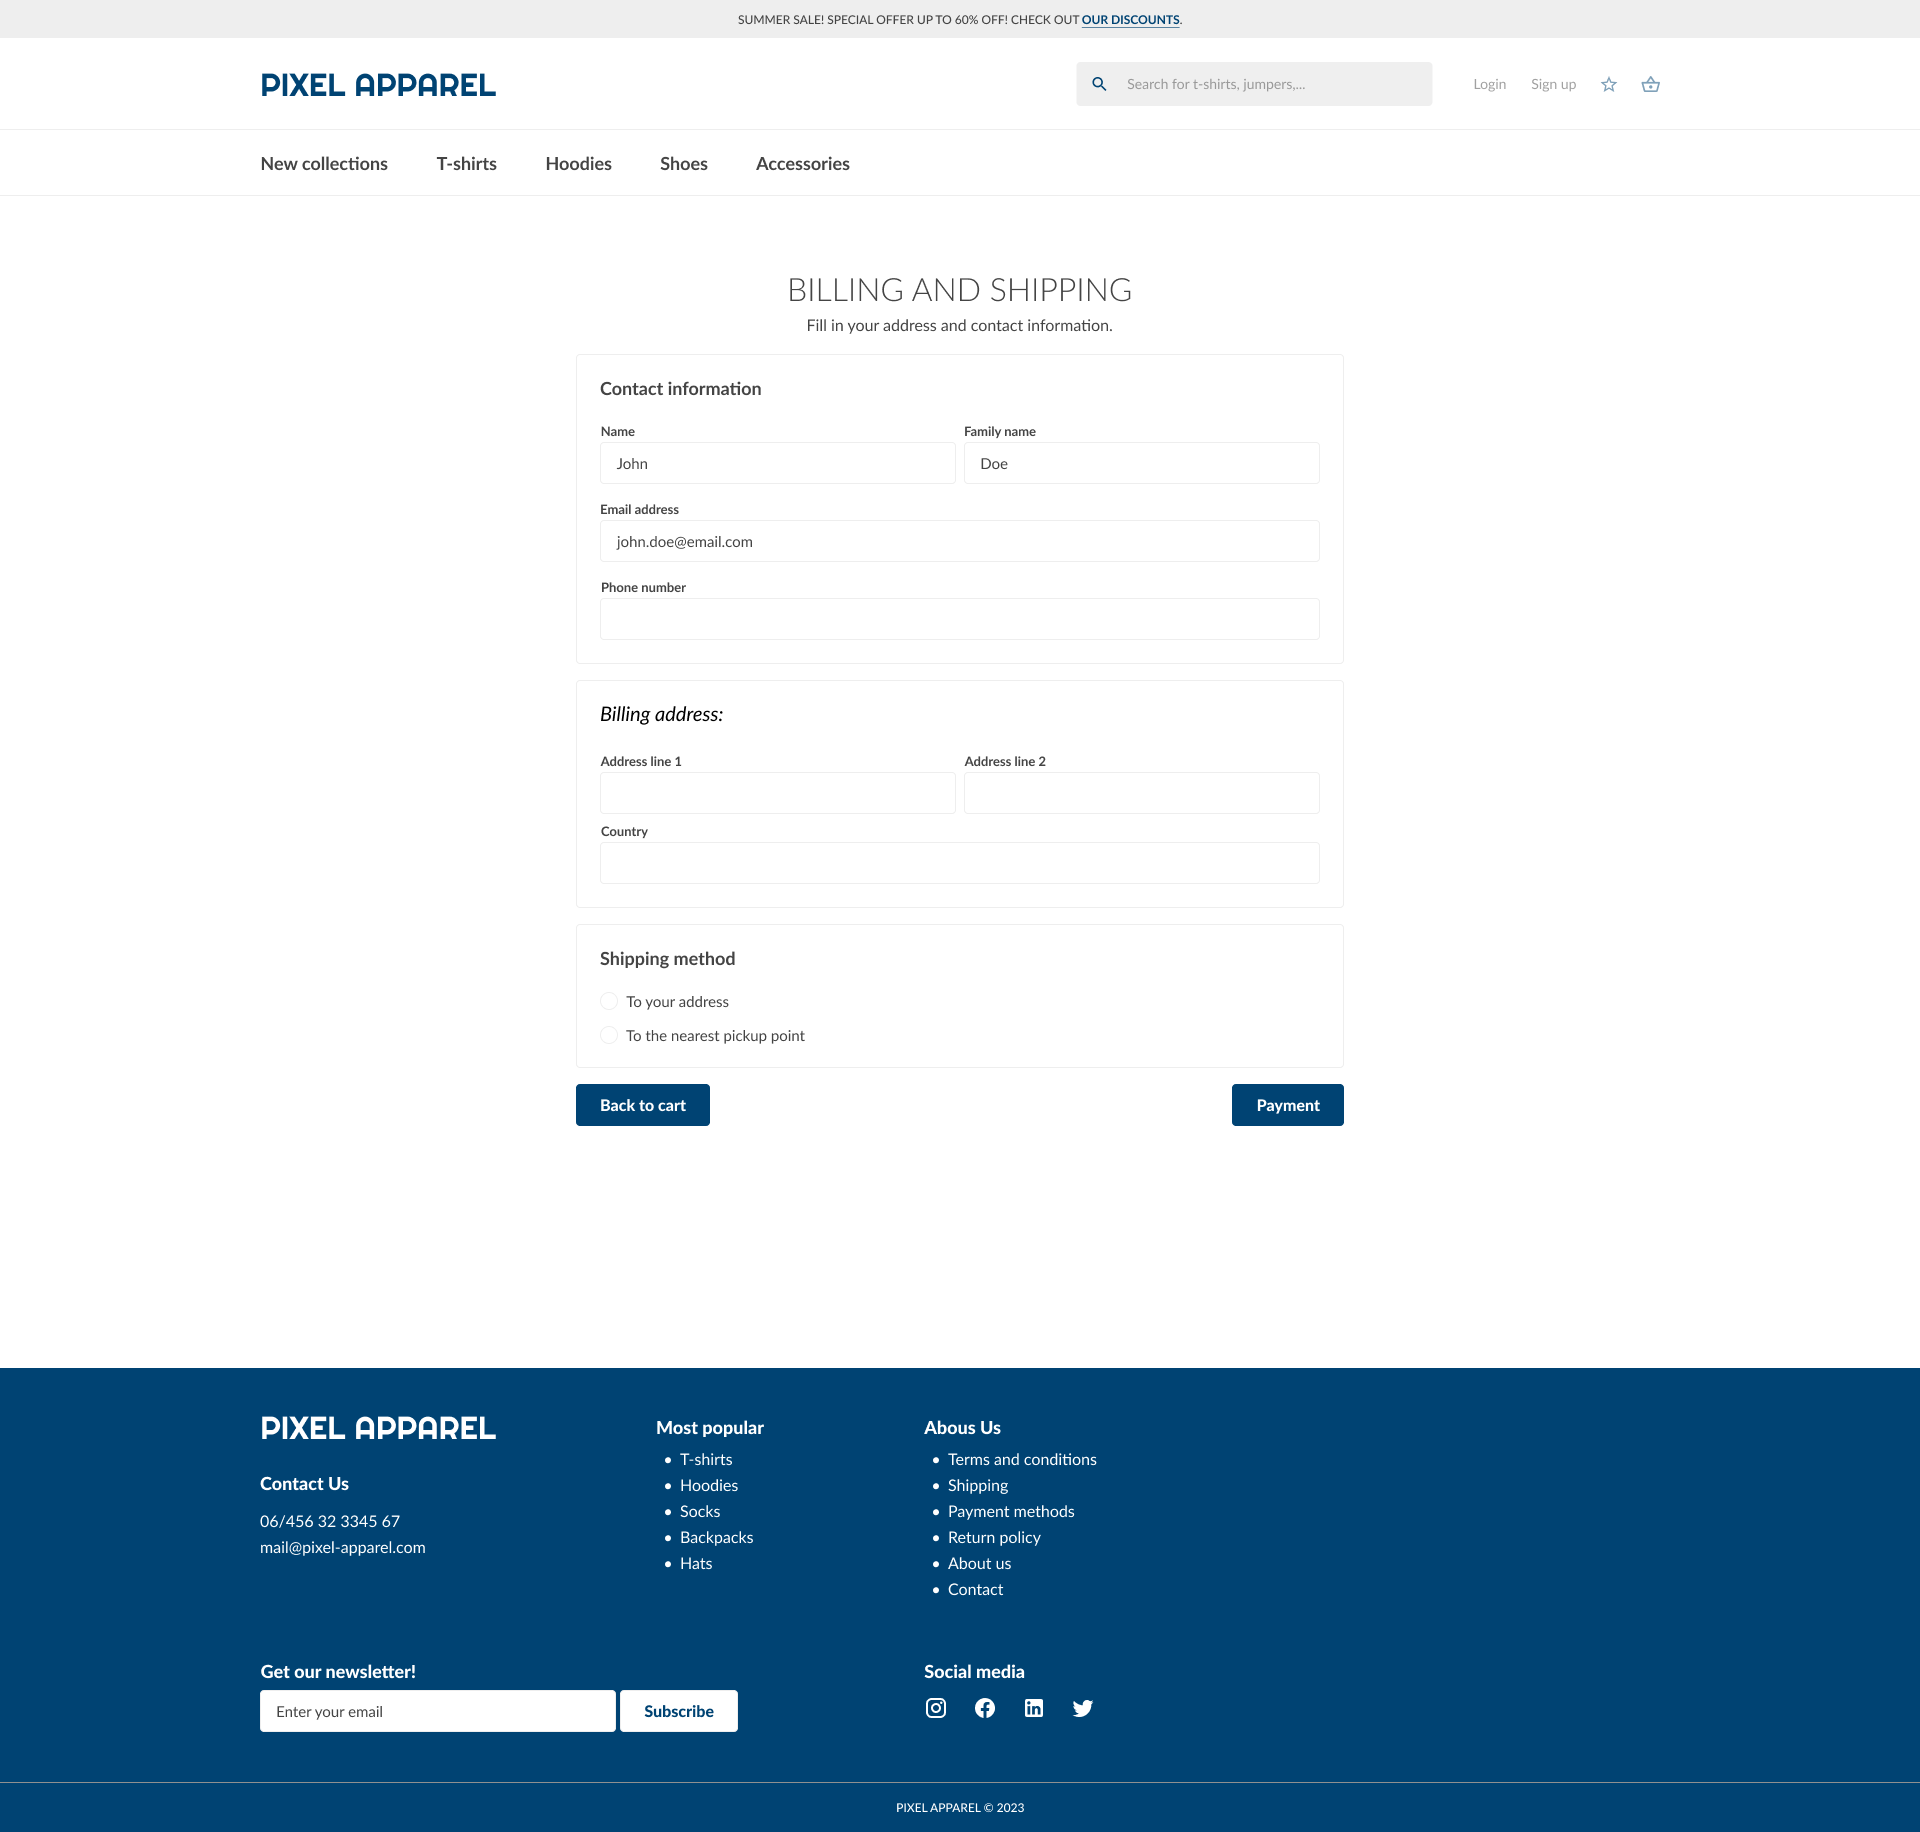 SUMMER SALE! SPECIAL OFFER UP TO 60% OFF! CHECK OUT OUR DISCOUNTS.
PIXEL APPAREL
Search for t-shirts, jumpers,...
Login
Sign up
New collections
T-shirts
Hoodies
Shoes
Accessories
BILLING AND SHIPPING
Fill in your address and contact information.
Contact information
Name
Family name
John
Doe
Email address
john.doe@email.com
Phone number
Billing address:
Address line 1
Address line 2
Country
Shipping method
To your address
To the nearest pickup point
Back to cart
Payment
PIXEL APPAREL
Contact Us
06/456 32 3345 67
mail@pixel-apparel.com
Most popular
• T-shirts
• Hoodies
• Socks
• Backpacks
• Hats
Abous Us
• Terms and conditions
• Shipping
• Payment methods
• Return policy
• About us
• Contact
Get our newsletter!
Enter your email
Subscribe
Social media
PIXEL APPAREL © 2023